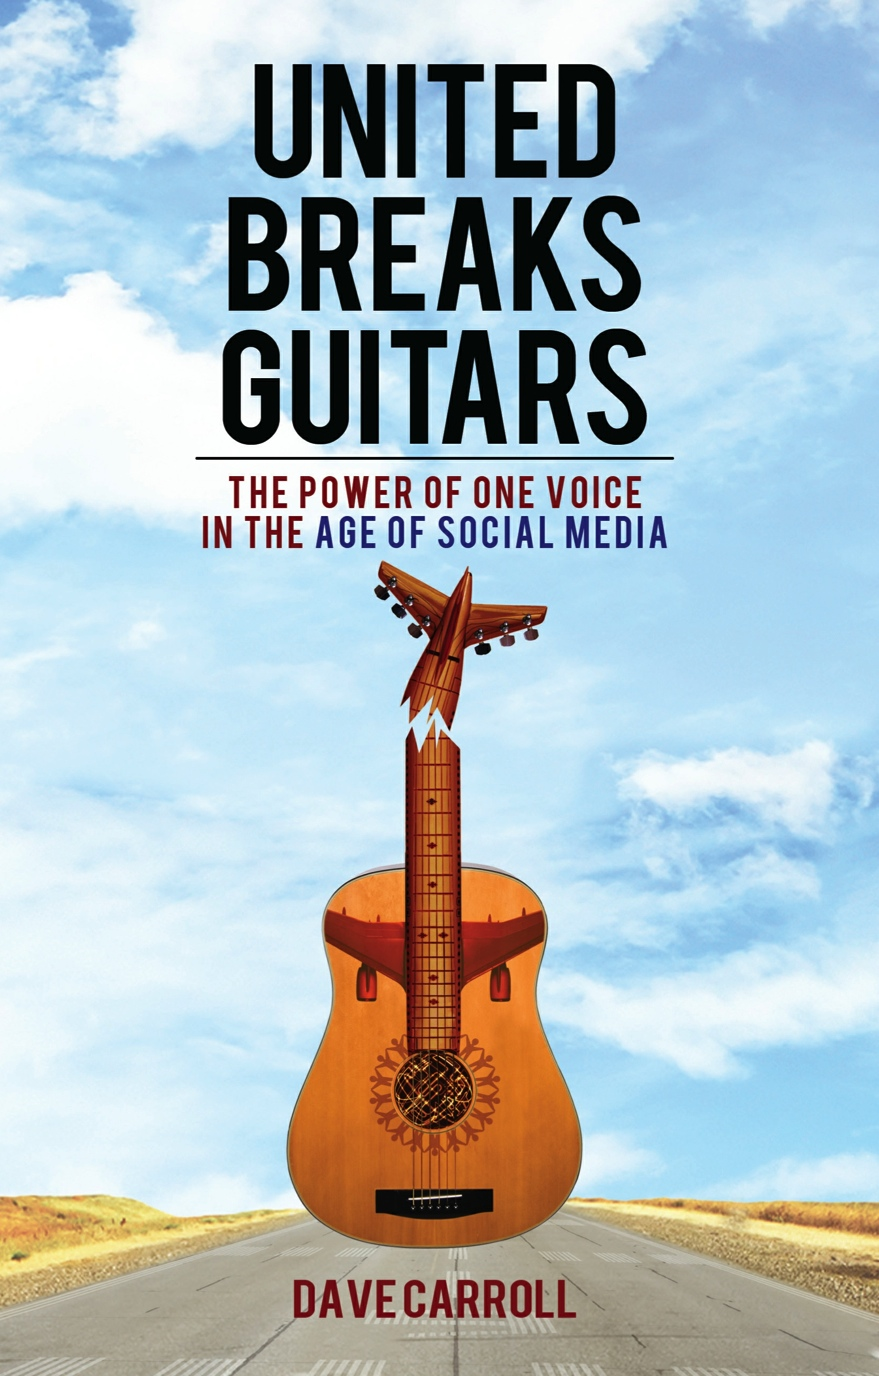 UNITED
BREAKS
GUITARS
THE POWER OF ONE VOICE
IN THE AGE OF SOCIAL MEDIA
DAVE CARROLL